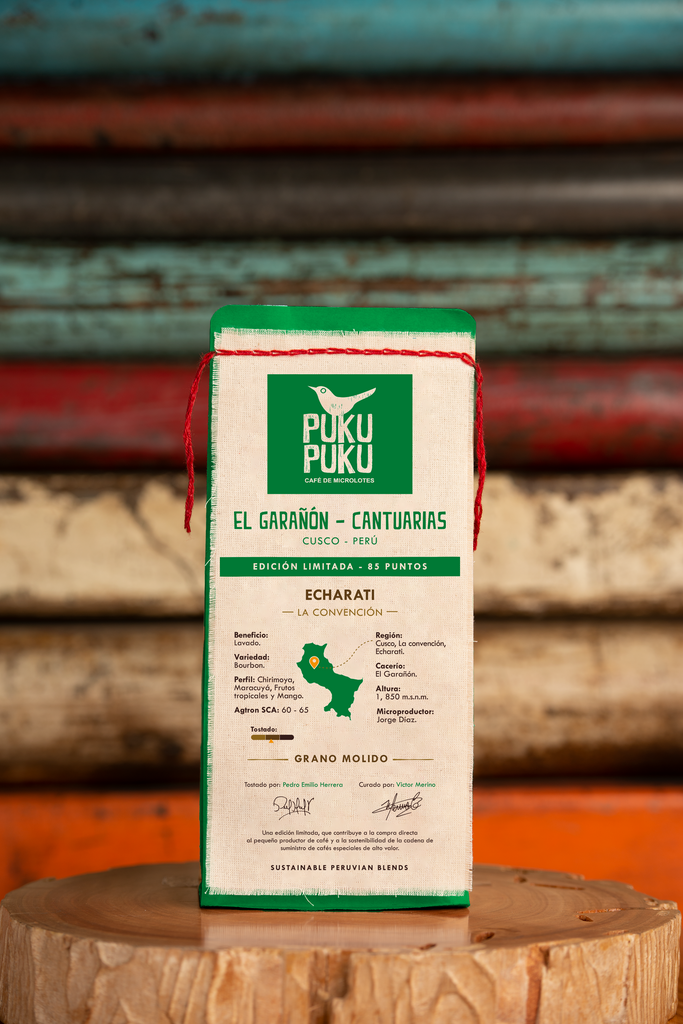 PUKU
PUKU
CAFÉ DE MICROLOTES
EL GARAÑÓN - CANTUARIAS
CUSCO - PERÚ
EDICIÓN LIMITADA - 85 PUNTOS
ECHARATI
LA CONVENCIÓN
Beneficio:
Lavado.
Variedad:
Bourbon.
Perfil: Chirimoya,
Maracuyá, Frutos
tropicales y Mango.
Agtron SCA: 60 - 65
Tostado:
Región:
Cusco, La convención,
Echarati.
Caserío:
El Garañón.
Altura:
1, 850 m.s.n.m.
Microproductor:
Jorge Díaz.
GRANO MOLIDO
Tostado por: Pedro Emilio Herrera
Curado por: Víctor Merino
Una edición limitada, que contribuye a la compra directa
al pequeño productor de café y a la sostenibilidad de la cadena de
suministro de cafés especiales de alto valor.
SUSTAINABLE PERUVIAN BLENDS